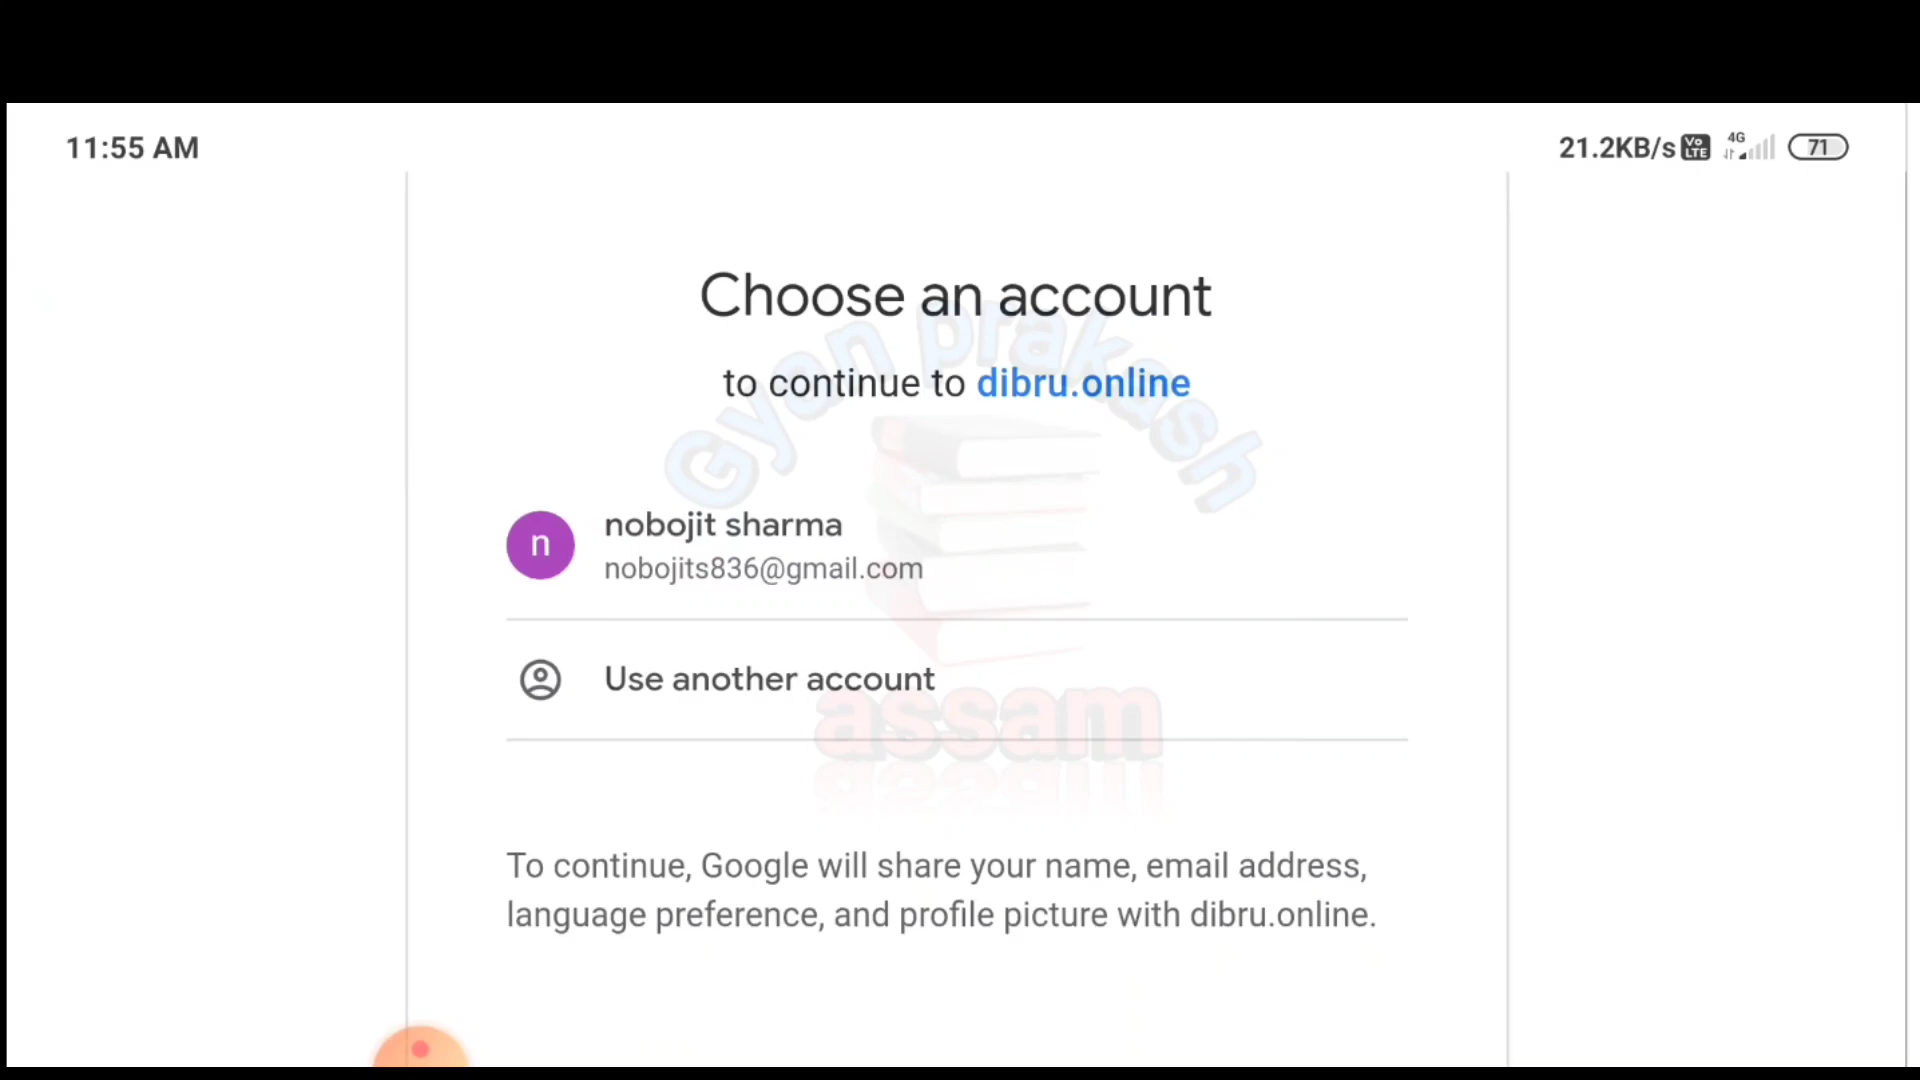 11:55 AM
21.2KB/s Vo LTE 4G 71
Choose an account
to continue to dibru.online
Gyan prakash
n
nobojit sharma
nobojits836@gmail.com
Use another account
assam
To continue, Google will share your name, email address,
language preference, and profile picture with dibru.online.